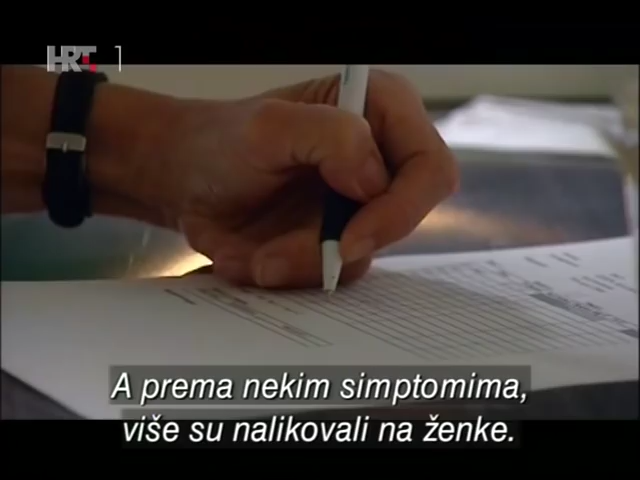 HRT 1
A prema nekim simptomima,
više su nalikovali na ženke.